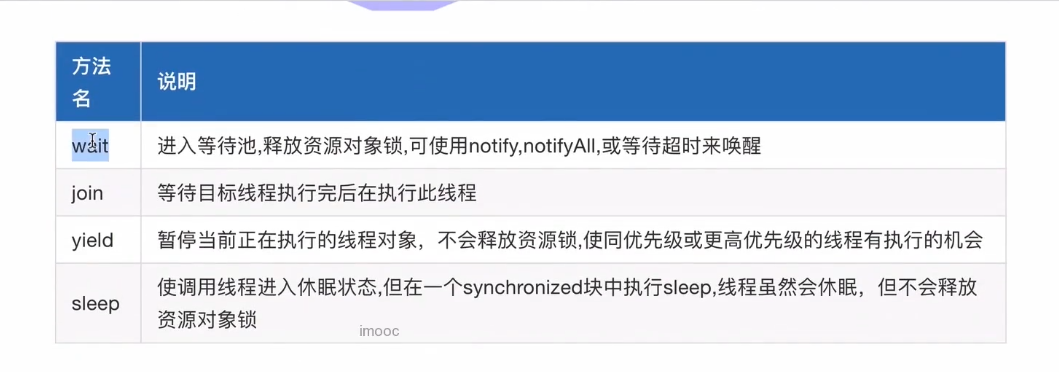 方法
名
说明
wait
进入等待池,释放资源对象锁,可使用notify,notifyAll,或等待超时来唤醒
join
等待目标线程执行完后在执行此线程
yield
暂停当前正在执行的线程对象，不会释放资源锁,使同优先级或更高优先级的线程有执行的机会
sleep
使调用线程进入休眠状态,但在一个synchronized块中执行sleep,线程虽然会休眠，但不会释放
资源对象锁
imooc